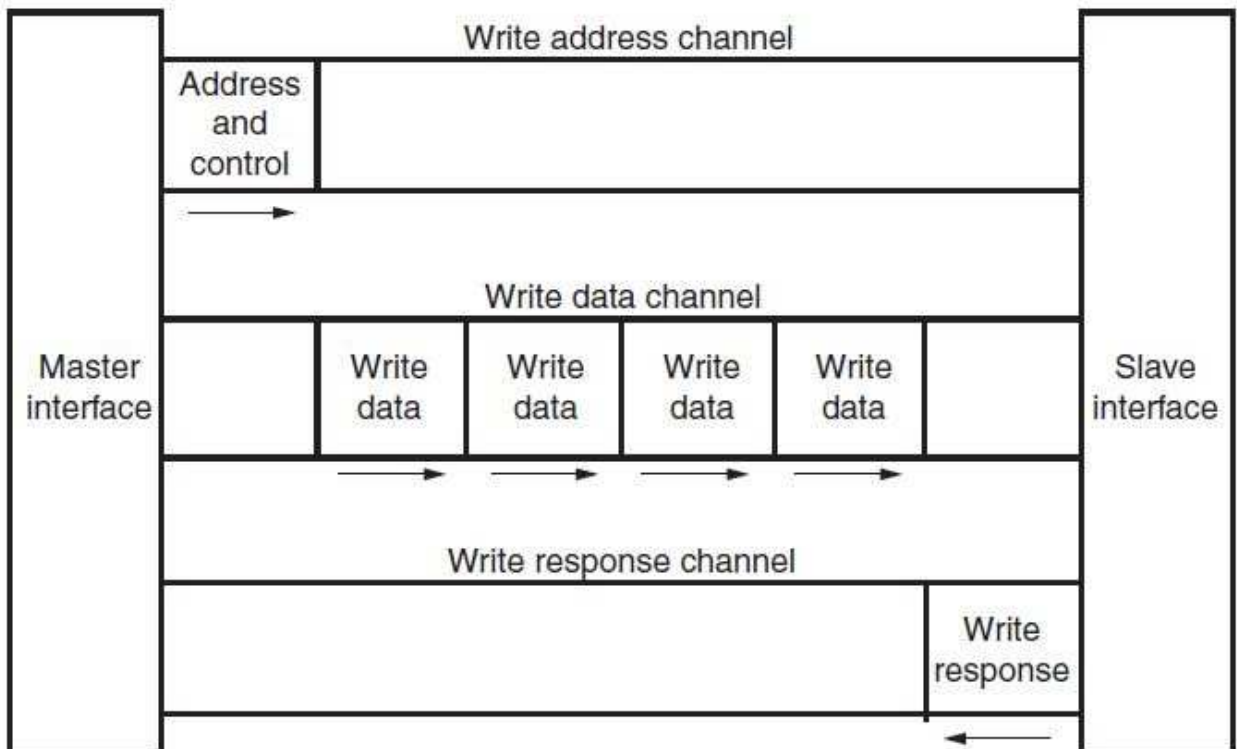 Write address channel
Address
and
control
Write data channel
Master
interface
Write
data
Write
data
Write
data
Write
data
Slave
interface
Write response channel
Write
response